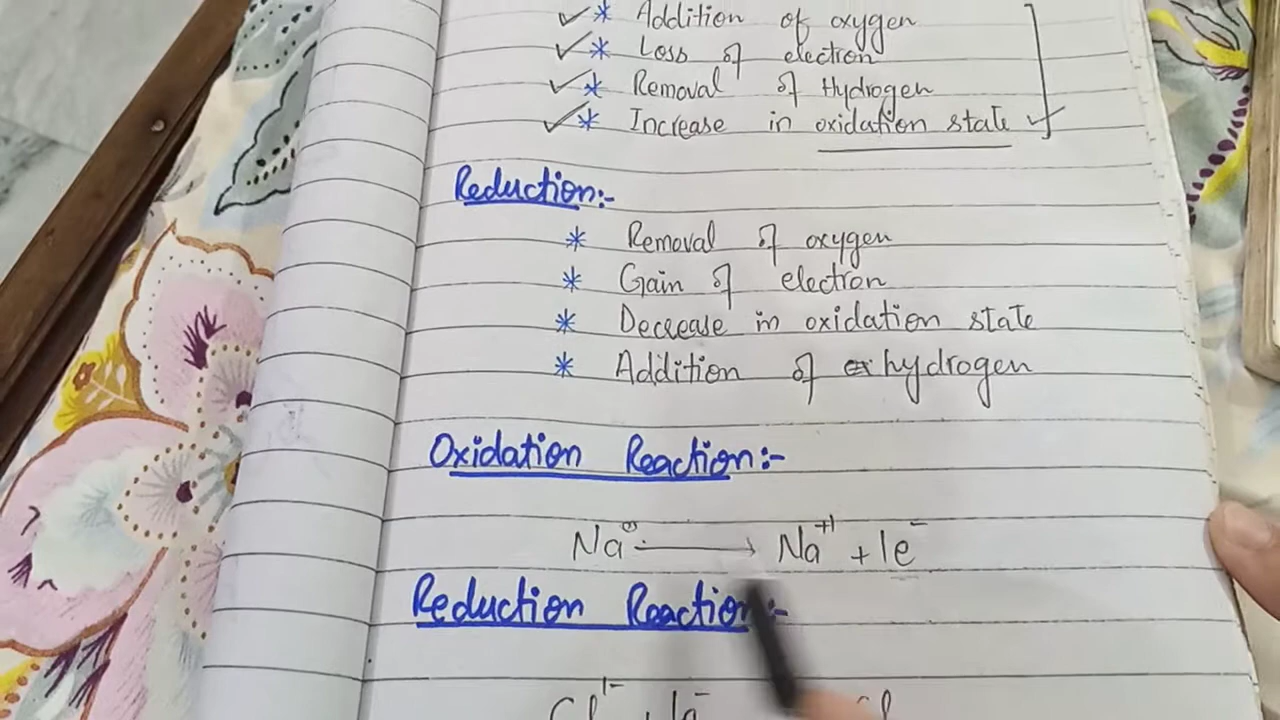 ✓ * Addition of oxygen
✓ * Loss of electron
✓ * Removal of Hydrogen
✓ * Increase in oxidation state ✓
Reduction:-
* Removal of oxygen
* Gain of electron
* Decrease in oxidation state
* Addition of hydrogen
Oxidation Reaction:-
Na⁰ → Na⁺¹ + 1e⁻
Reduction Reaction:-